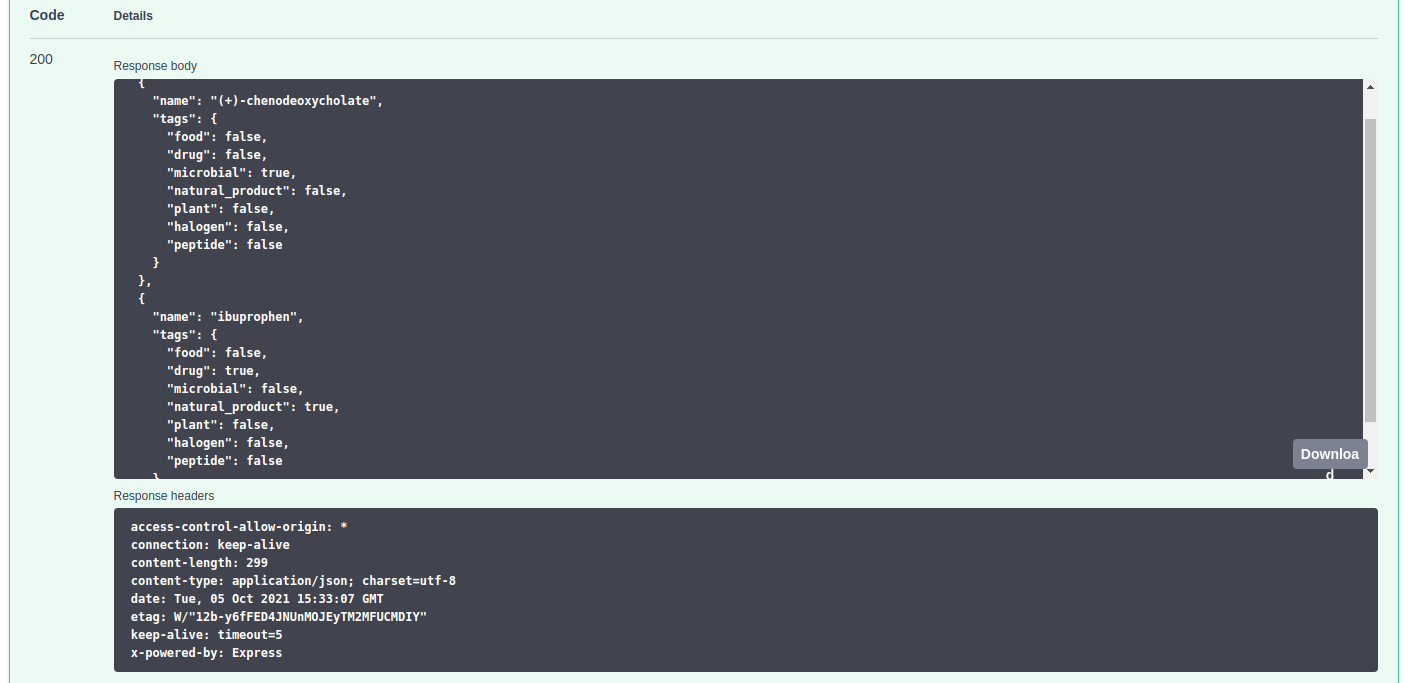 Code Details
200
Response body
{
"name": "(+)-chenodeoxycholate",
"tags": {
"food": false,
"drug": false,
"microbial": true,
"natural_product": false,
"plant": false,
"halogen": false,
"peptide": false
}
},
{
"name": "ibuprophen",
"tags": {
"food": false,
"drug": true,
"microbial": false,
"natural_product": true,
"plant": false,
"halogen": false,
"peptide": false
}
Downloa
d
Response headers
access-control-allow-origin: *
connection: keep-alive
content-length: 299
content-type: application/json; charset=utf-8
date: Tue, 05 Oct 2021 15:33:07 GMT
etag: W/"12b-y6fFED4JNUnMOJEyTM2MFUCMDIY"
keep-alive: timeout=5
x-powered-by: Express